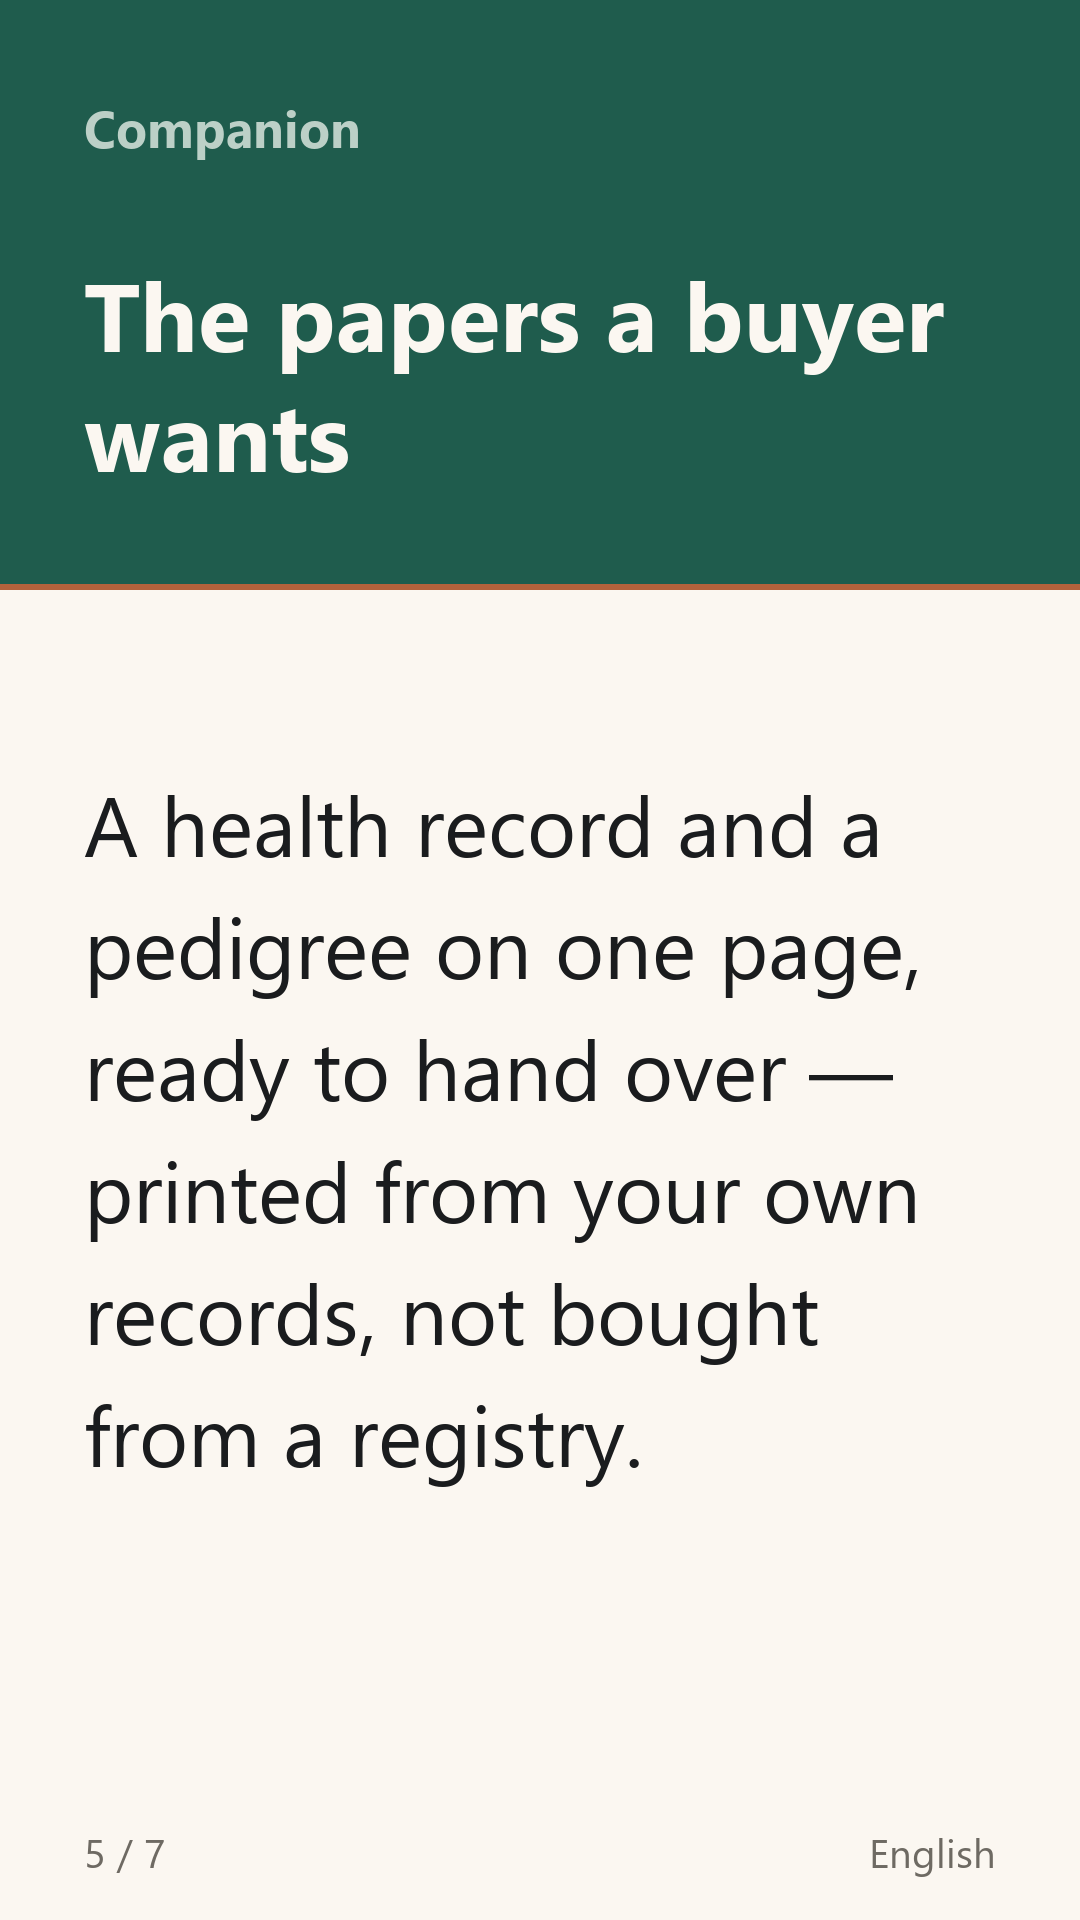 Companion
The papers a buyer
wants
A health record and a
pedigree on one page,
ready to hand over —
printed from your own
records, not bought
from a registry.
5 / 7
English